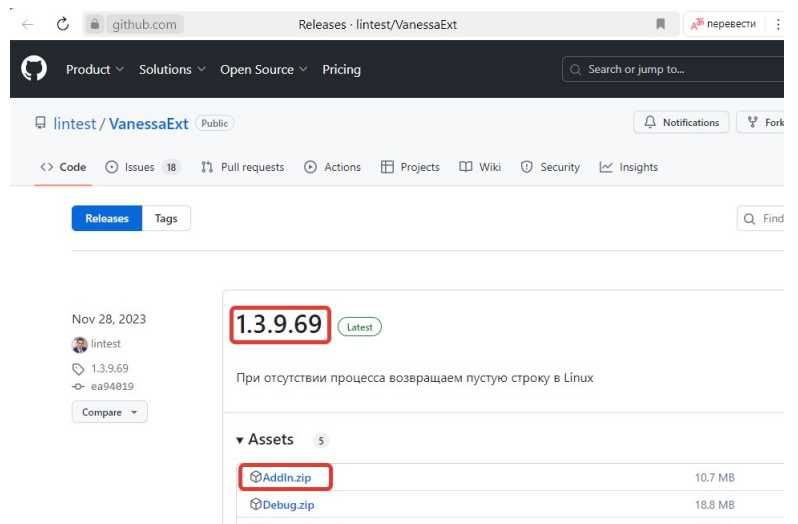 github.com Releases · lintest/VanessaExt перевести
Product Solutions Open Source Pricing Search or jump to...
lintest / VanessaExt Public Notifications Fork
Code Issues 18 Pull requests Actions Projects Wiki Security Insights
Releases Tags Find
Nov 28, 2023
lintest
1.3.9.69
ea94019
Compare
1.3.9.69 Latest
При отсутствии процесса возвращаем пустую строку в Linux
Assets 5
AddIn.zip 10.7 MB
Debug.zip 18.8 MB